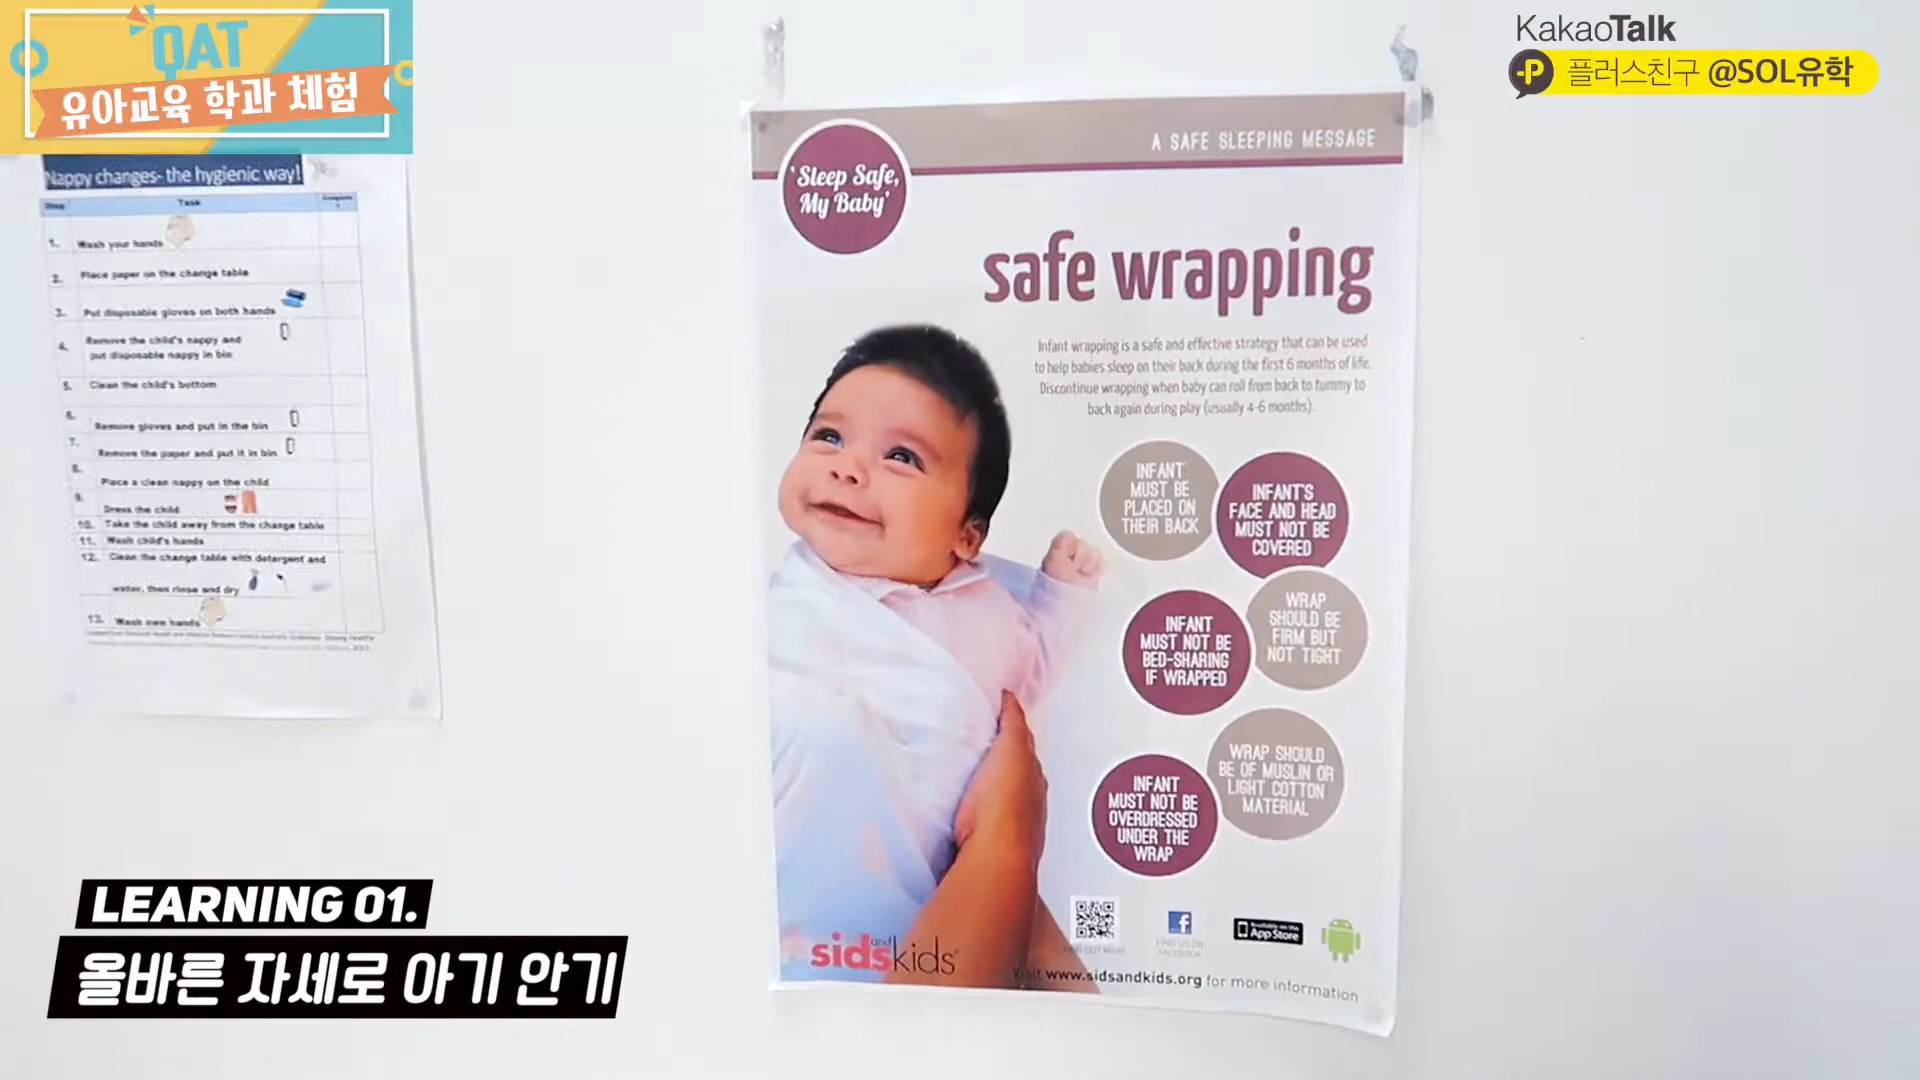 QAT
유아교육 학과 체험
KakaoTalk
플러스친구 @SOL유학
Nappy changes- the hygienic way!
Step Task
1. Wash your hands
2. Place paper on the change table
3. Put disposable gloves on both hands
4. Remove the child's nappy and
put disposable nappy in bin
5. Clean the child's bottom
6. Remove gloves and put in the bin
7. Remove the paper and put it in bin
8. Place a clean nappy on the child
9. Dress the child
10. Take the child away from the change table
11. Wash child's hands
12. Clean the change table with detergent and
water, then rinse and dry
13. Wash own hands
A SAFE SLEEPING MESSAGE
'Sleep Safe,
My Baby'
safe wrapping
Infant wrapping is a safe and effective strategy that can be used
to help babies sleep on their back during the first 6 months of life.
Discontinue wrapping when baby can roll from back to tummy to
back again during play (usually 4-6 months).
INFANT
MUST BE
PLACED ON
THEIR BACK
INFANT'S
FACE AND HEAD
MUST NOT BE
COVERED
INFANT
MUST NOT BE
BED-SHARING
IF WRAPPED
WRAP
SHOULD BE
FIRM BUT
NOT TIGHT
WRAP SHOULD
BE OF MUSLIN OR
LIGHT COTTON
MATERIAL
INFANT
MUST NOT BE
OVERDRESSED
UNDER THE
WRAP
FIND OUT MORE
FIND US ON
FACEBOOK
Available on the
App Store
sids and kids
Visit www.sidsandkids.org for more information
LEARNING 01.
올바른 자세로 아기 안기